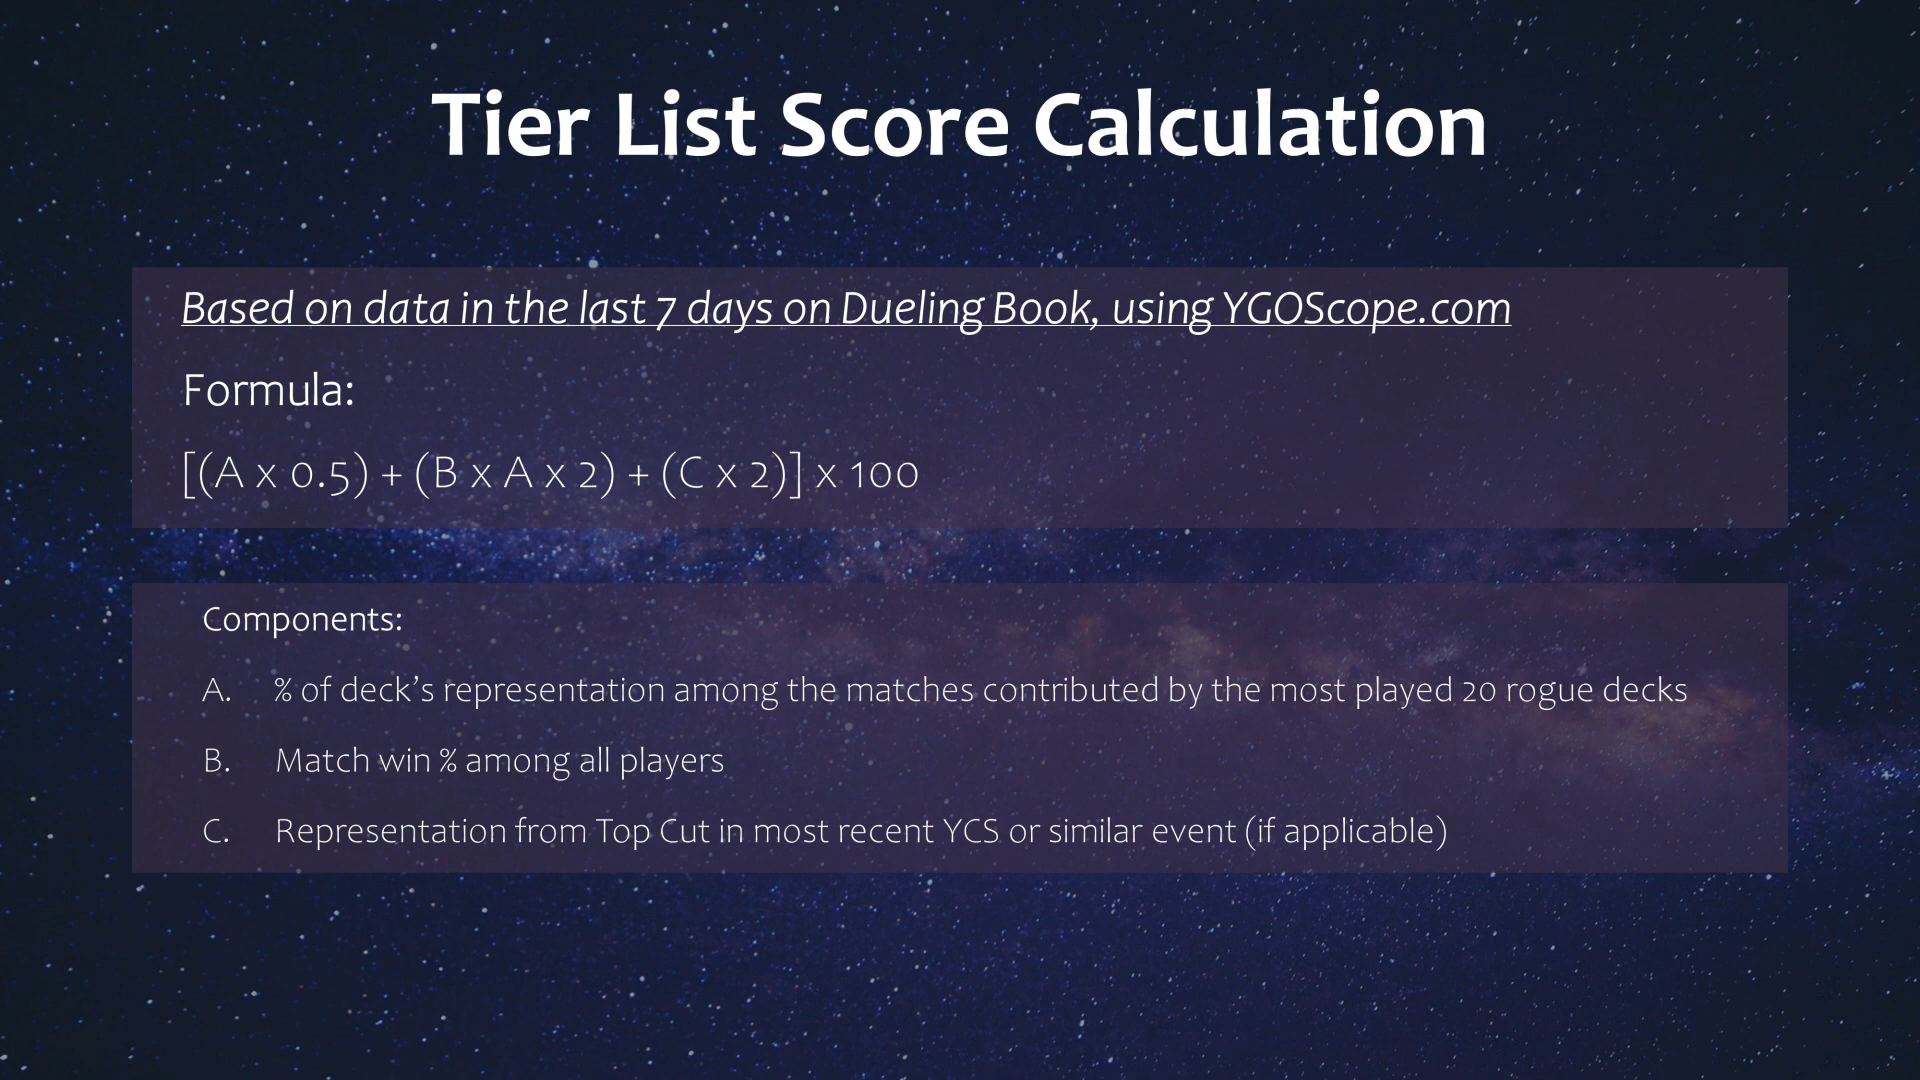 Tier List Score Calculation
Based on data in the last 7 days on Dueling Book, using YGOScope.com
Formula:
[(A x 0.5) + (B x A x 2) + (C x 2)] x 100
Components:
A. % of deck’s representation among the matches contributed by the most played 20 rogue decks
B. Match win % among all players
C. Representation from Top Cut in most recent YCS or similar event (if applicable)